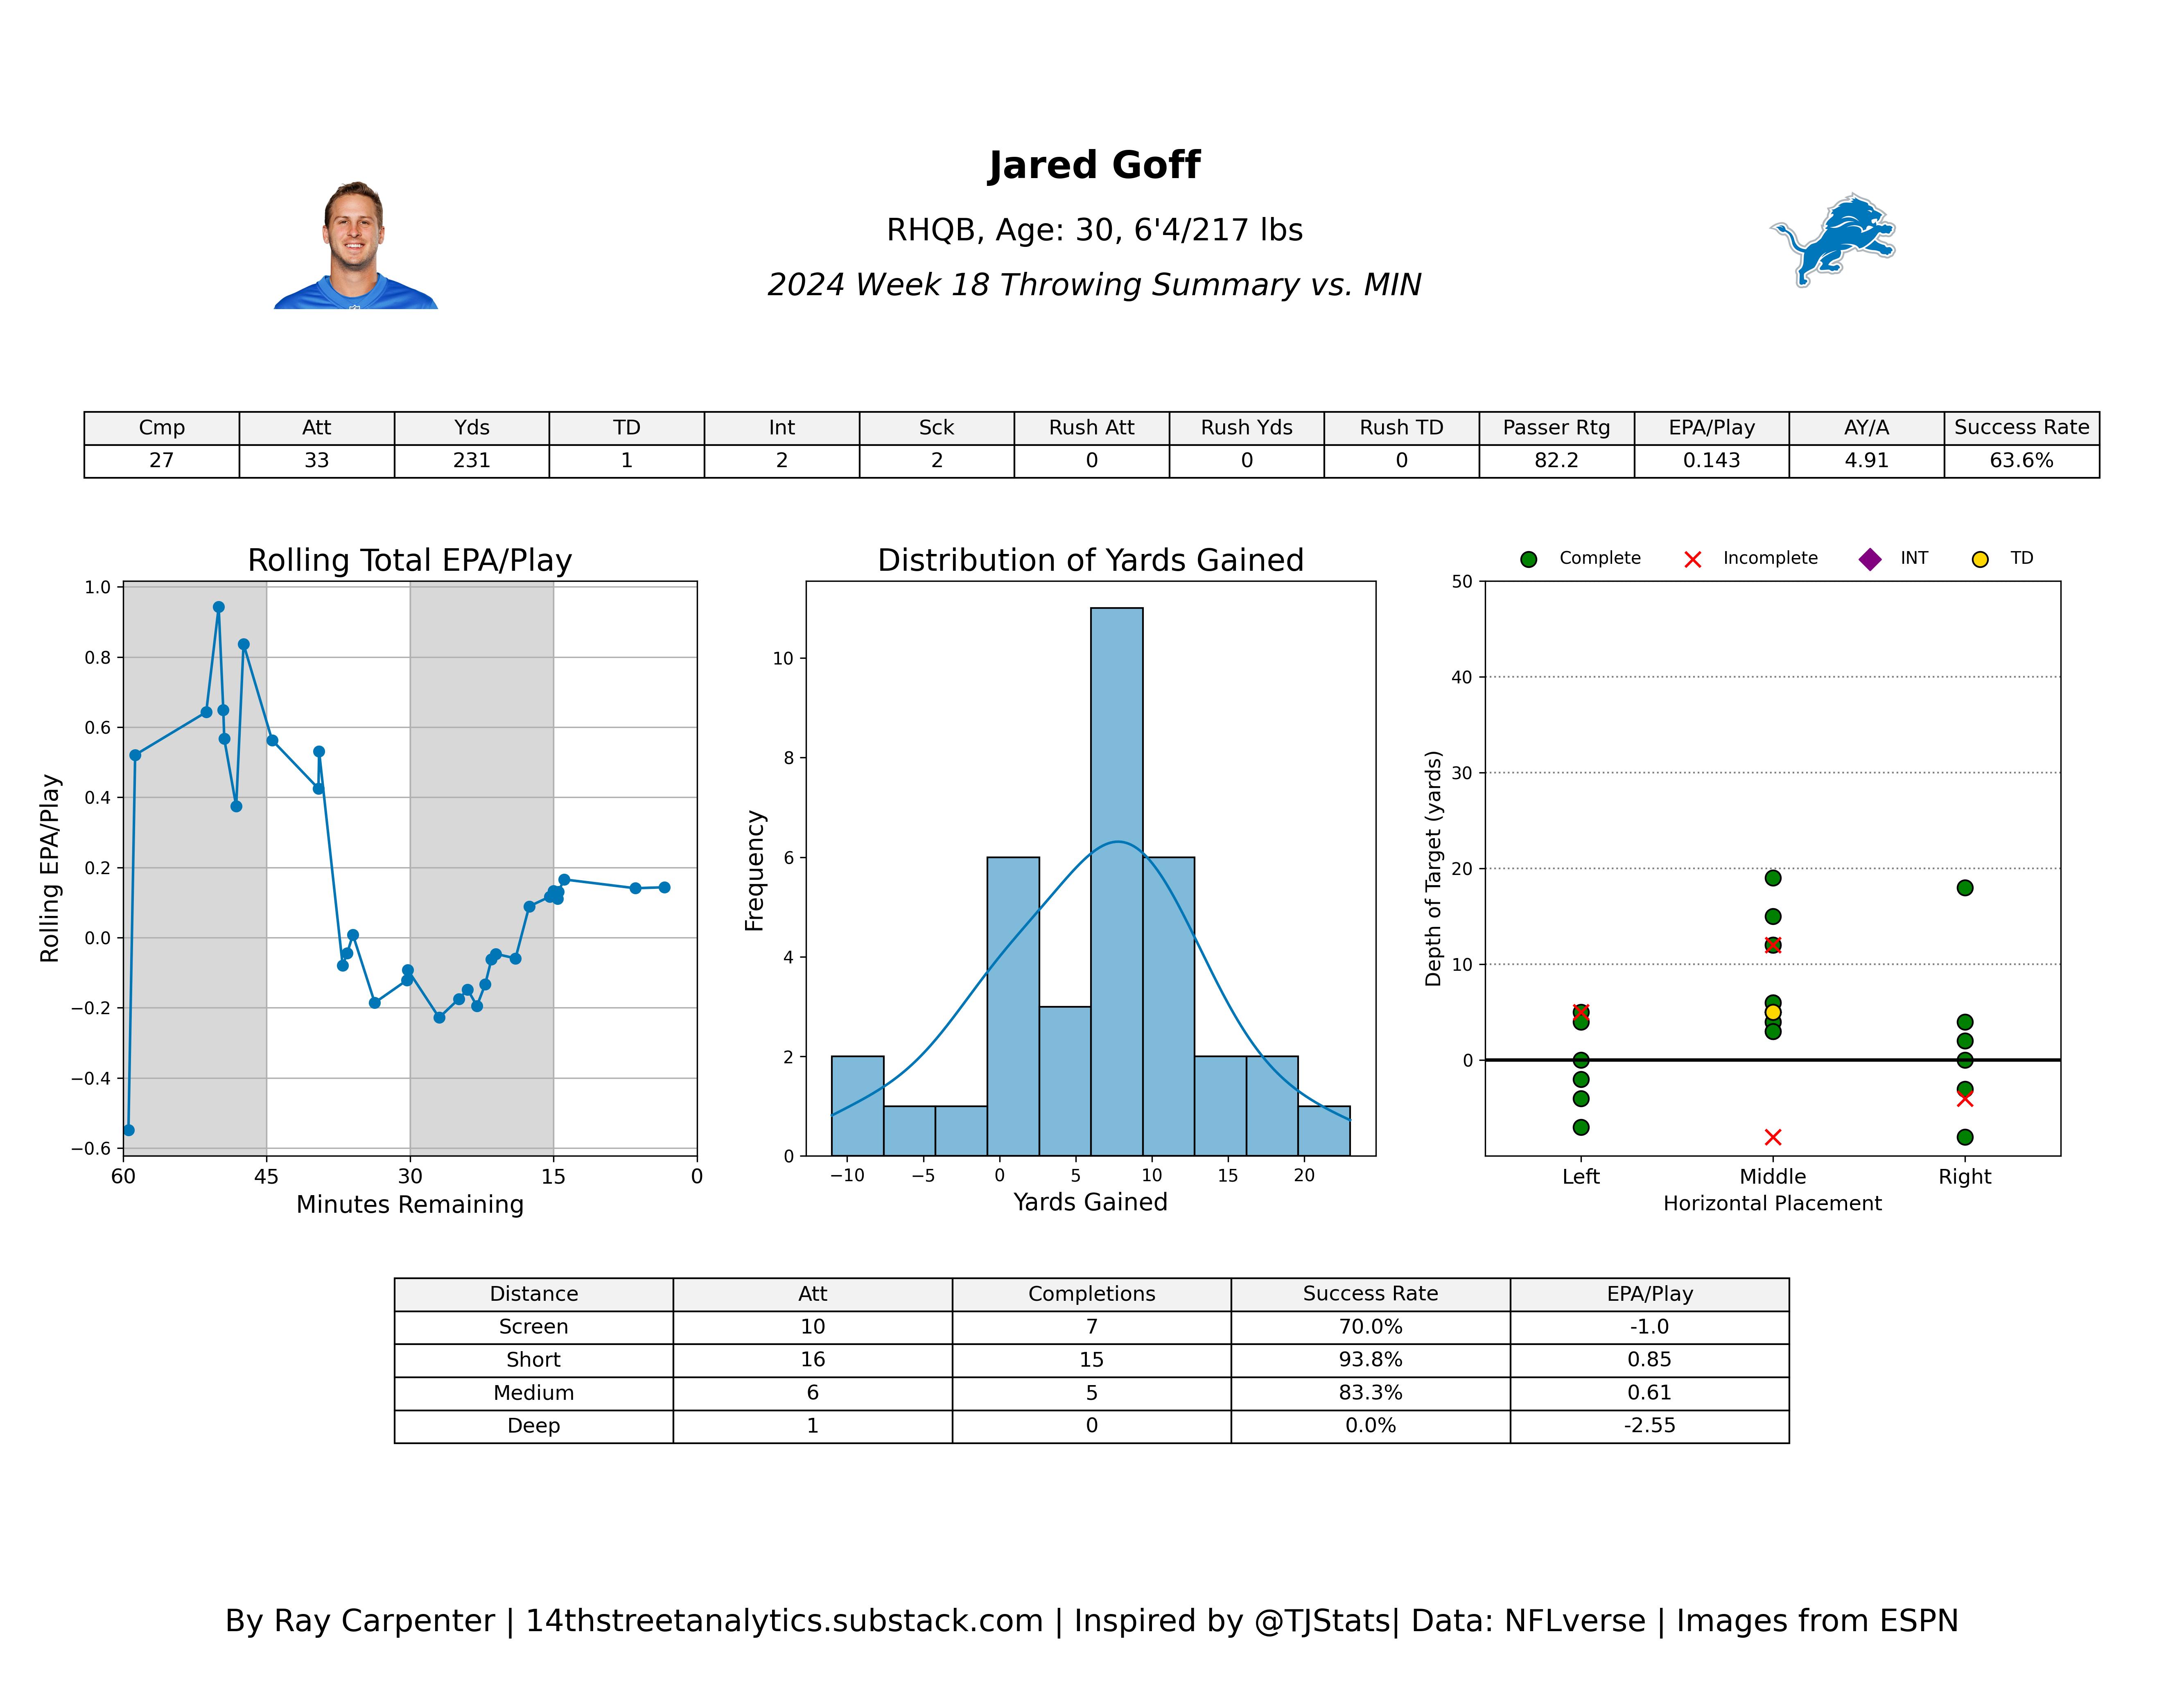 Jared Goff
RHQB, Age: 30, 6'4/217 lbs
2024 Week 18 Throwing Summary vs. MIN
Cmp Att Yds TD Int Sck Rush Att Rush Yds Rush TD Passer Rtg EPA/Play AY/A Success Rate
27 33 231 1 2 2 0 0 0 82.2 0.143 4.91 63.6%
Rolling Total EPA/Play
1.0
0.8
0.6
0.4
0.2
0.0
−0.2
−0.4
−0.6
Rolling EPA/Play
60 45 30 15 0
Minutes Remaining
Distribution of Yards Gained
10
8
6
4
2
0
Frequency
−10 −5 0 5 10 15 20
Yards Gained
Complete Incomplete INT TD
50
40
30
20
10
0
Depth of Target (yards)
Left Middle Right
Horizontal Placement
Distance Att Completions Success Rate EPA/Play
Screen 10 7 70.0% -1.0
Short 16 15 93.8% 0.85
Medium 6 5 83.3% 0.61
Deep 1 0 0.0% -2.55
By Ray Carpenter | 14thstreetanalytics.substack.com | Inspired by @TJStats| Data: NFLverse | Images from ESPN